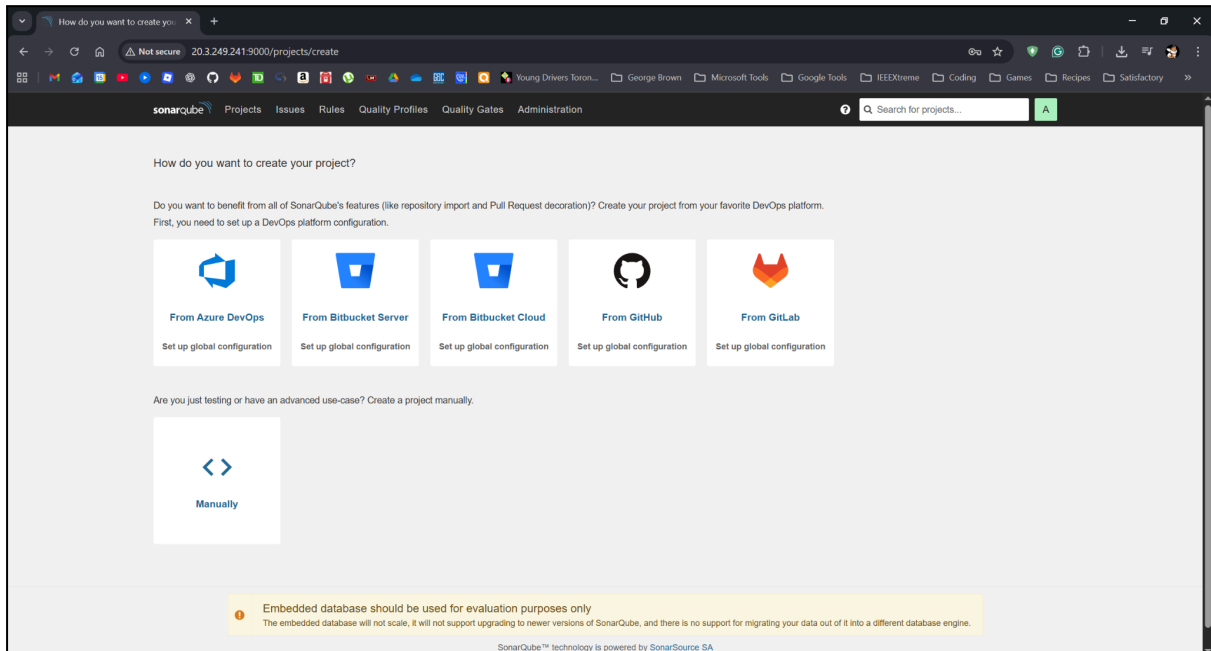 How do you want to create you
Not secure 20.3.249.241:9000/projects/create
Young Drivers Toron... George Brown Microsoft Tools Google Tools IEEEXtreme Coding Games Recipes Satisfactory »
sonarqube Projects Issues Rules Quality Profiles Quality Gates Administration ? Search for projects... A
How do you want to create your project?
Do you want to benefit from all of SonarQube's features (like repository import and Pull Request decoration)? Create your project from your favorite DevOps platform.
First, you need to set up a DevOps platform configuration.
From Azure DevOps From Bitbucket Server From Bitbucket Cloud From GitHub From GitLab
Set up global configuration Set up global configuration Set up global configuration Set up global configuration Set up global configuration
Are you just testing or have an advanced use-case? Create a project manually.
Manually
Embedded database should be used for evaluation purposes only
The embedded database will not scale, it will not support upgrading to newer versions of SonarQube, and there is no support for migrating your data out of it into a different database engine.
SonarQube™ technology is powered by SonarSource SA